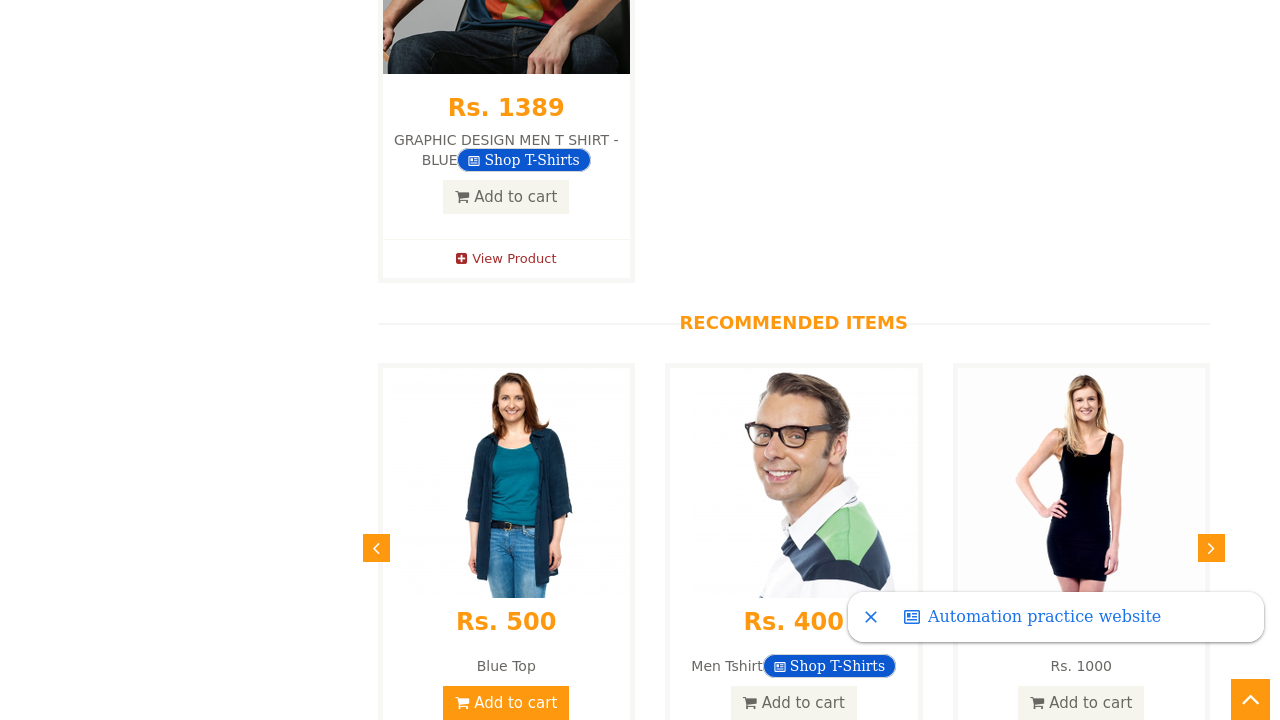 Rs. 1389
GRAPHIC DESIGN MEN T SHIRT -
BLUE Shop T-Shirts
Add to cart
View Product
RECOMMENDED ITEMS
Rs. 500
Blue Top
Add to cart
Rs. 400
Men Tshirt Shop T-Shirts
Add to cart
Automation practice website
Rs. 1000
Add to cart